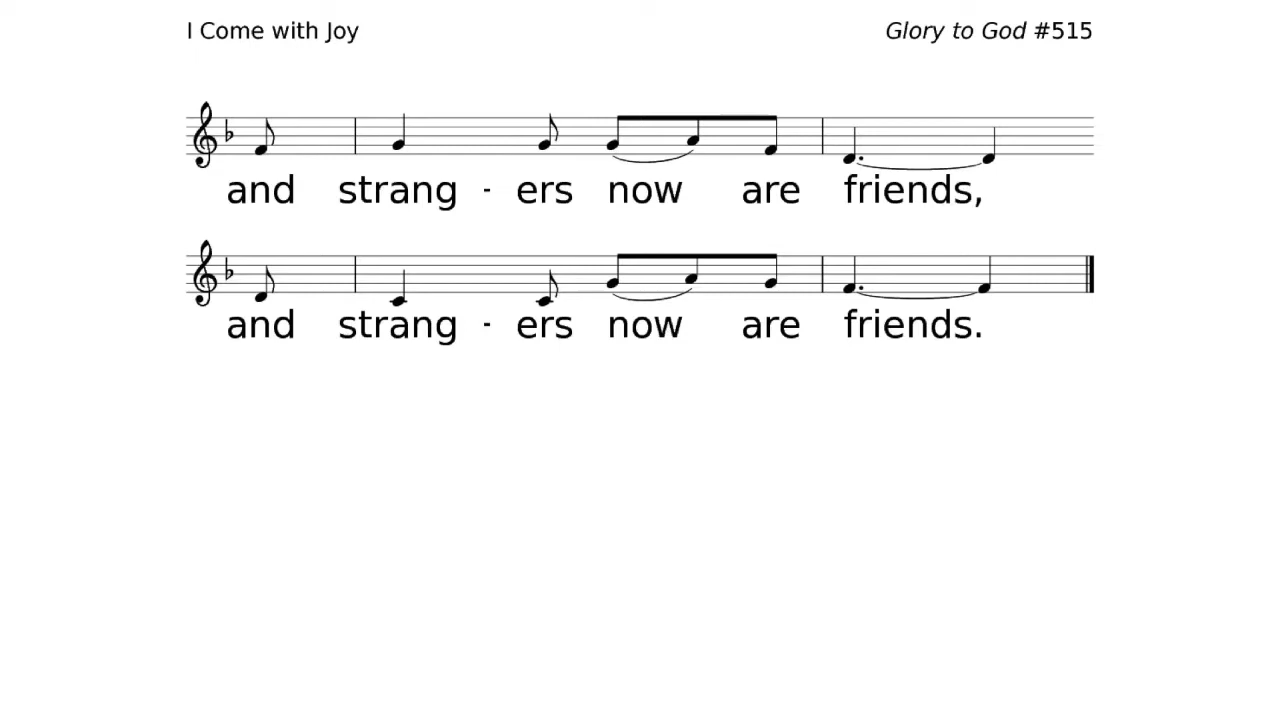 I Come with Joy
Glory to God #515
and strang - ers now are friends,
and strang - ers now are friends.